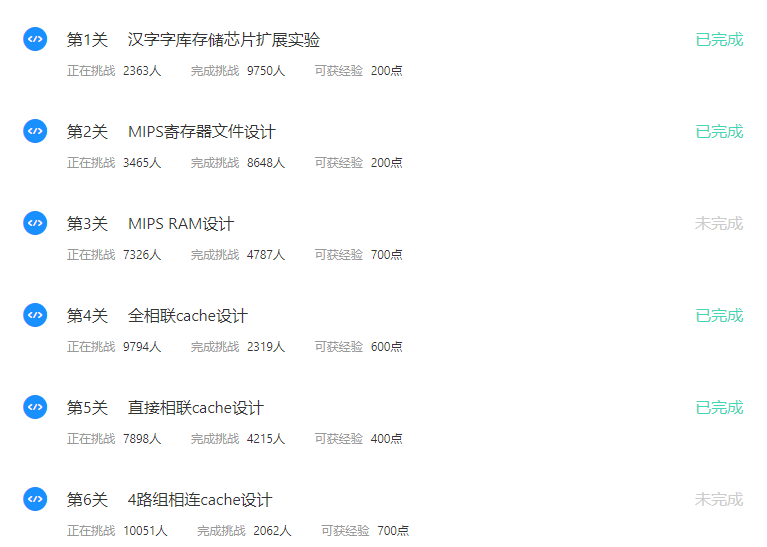 第1关 汉字字库存储芯片扩展实验 已完成
正在挑战 2363人 完成挑战 9750人 可获经验 200点
第2关 MIPS寄存器文件设计 已完成
正在挑战 3465人 完成挑战 8648人 可获经验 200点
第3关 MIPS RAM设计 未完成
正在挑战 7326人 完成挑战 4787人 可获经验 700点
第4关 全相联cache设计 已完成
正在挑战 9794人 完成挑战 2319人 可获经验 600点
第5关 直接相联cache设计 已完成
正在挑战 7898人 完成挑战 4215人 可获经验 400点
第6关 4路组相连cache设计 未完成
正在挑战 10051人 完成挑战 2062人 可获经验 700点